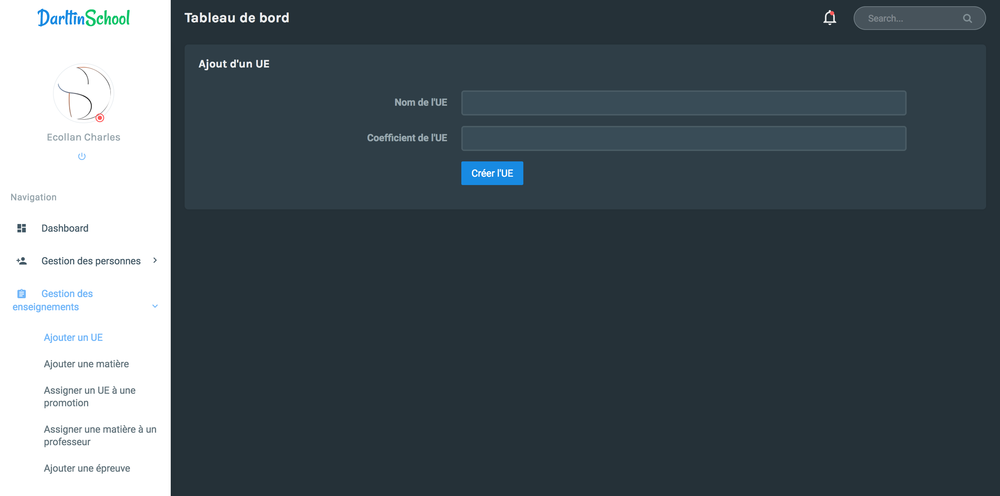 DarltinSchool
Tableau de bord
Search...
Ecollan Charles
Navigation
Dashboard
Gestion des personnes
Gestion des
enseignements
Ajouter un UE
Ajouter une matière
Assigner un UE à une
promotion
Assigner une matière à un
professeur
Ajouter une épreuve
Ajout d'un UE
Nom de l'UE
Coefficient de l'UE
Créer l'UE